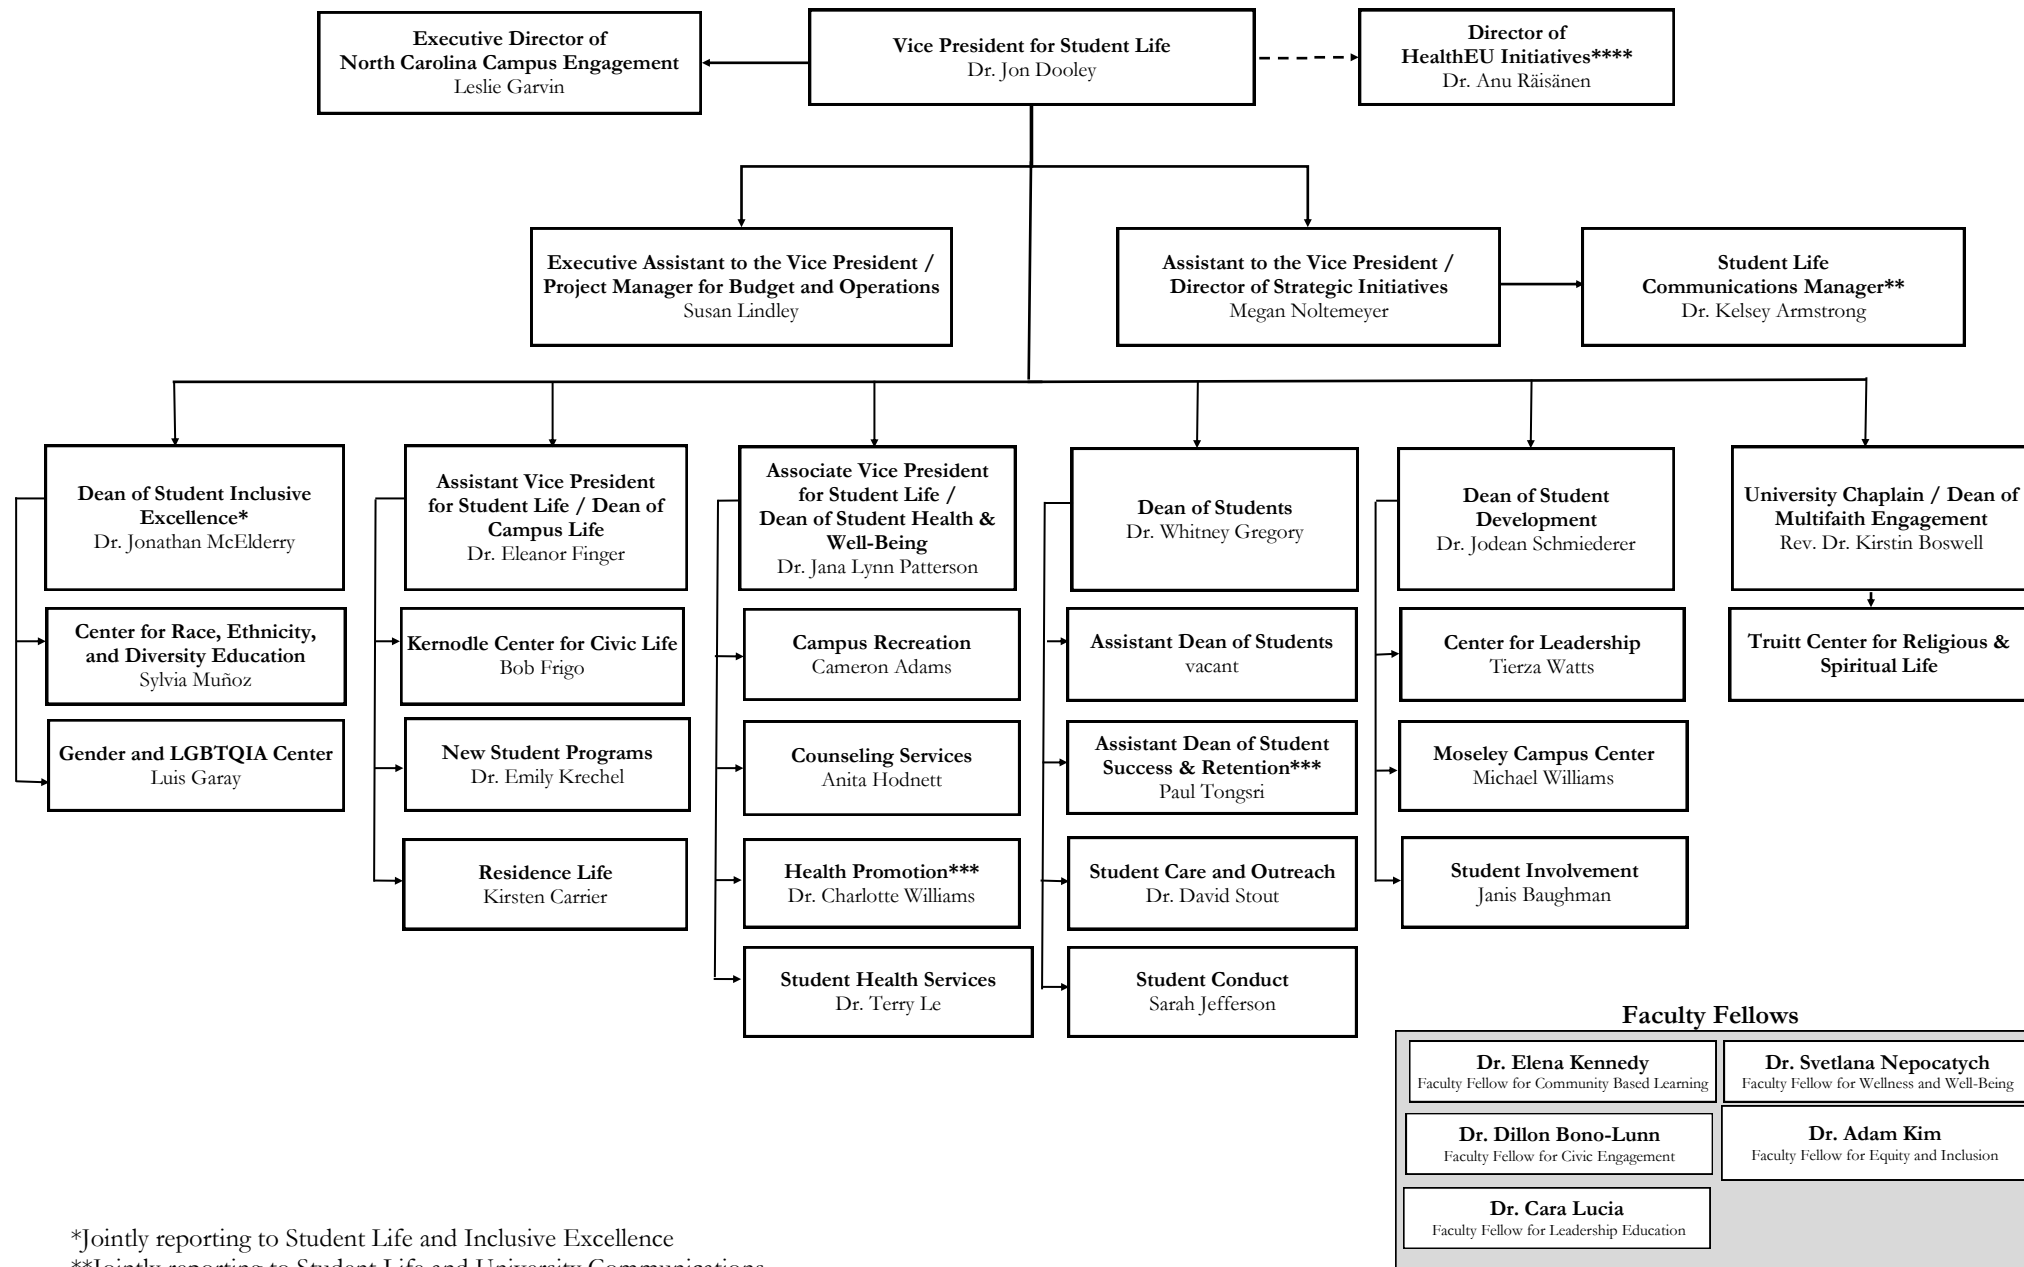 Executive Director of
North Carolina Campus Engagement
Leslie Garvin
Vice President for Student Life
Dr. Jon Dooley
Director of
HealthEU Initiatives****
Dr. Anu Räisänen
Executive Assistant to the Vice President /
Project Manager for Budget and Operations
Susan Lindley
Assistant to the Vice President /
Director of Strategic Initiatives
Megan Noltemeyer
Student Life
Communications Manager**
Dr. Kelsey Armstrong
Dean of Student Inclusive
Excellence*
Dr. Jonathan McElderry
Assistant Vice President
for Student Life / Dean of
Campus Life
Dr. Eleanor Finger
Associate Vice President
for Student Life /
Dean of Student Health &
Well-Being
Dr. Jana Lynn Patterson
Dean of Students
Dr. Whitney Gregory
Dean of Student
Development
Dr. Jodean Schmiederer
University Chaplain / Dean of
Multifaith Engagement
Rev. Dr. Kirstin Boswell
Center for Race, Ethnicity,
and Diversity Education
Sylvia Muñoz
Kernodle Center for Civic Life
Bob Frigo
Campus Recreation
Cameron Adams
Assistant Dean of Students
vacant
Center for Leadership
Tierza Watts
Truitt Center for Religious &
Spiritual Life
Gender and LGBTQIA Center
Luis Garay
New Student Programs
Dr. Emily Krechel
Counseling Services
Anita Hodnett
Assistant Dean of Student
Success & Retention***
Paul Tongsri
Moseley Campus Center
Michael Williams
Residence Life
Kirsten Carrier
Health Promotion***
Dr. Charlotte Williams
Student Care and Outreach
Dr. David Stout
Student Involvement
Janis Baughman
Student Health Services
Dr. Terry Le
Student Conduct
Sarah Jefferson
Faculty Fellows
Dr. Elena Kennedy
Faculty Fellow for Community Based Learning
Dr. Svetlana Nepocatych
Faculty Fellow for Wellness and Well-Being
Dr. Dillon Bono-Lunn
Faculty Fellow for Civic Engagement
Dr. Adam Kim
Faculty Fellow for Equity and Inclusion
Dr. Cara Lucia
Faculty Fellow for Leadership Education
*Jointly reporting to Student Life and Inclusive Excellence
**Jointly reporting to Student Life and University Communications